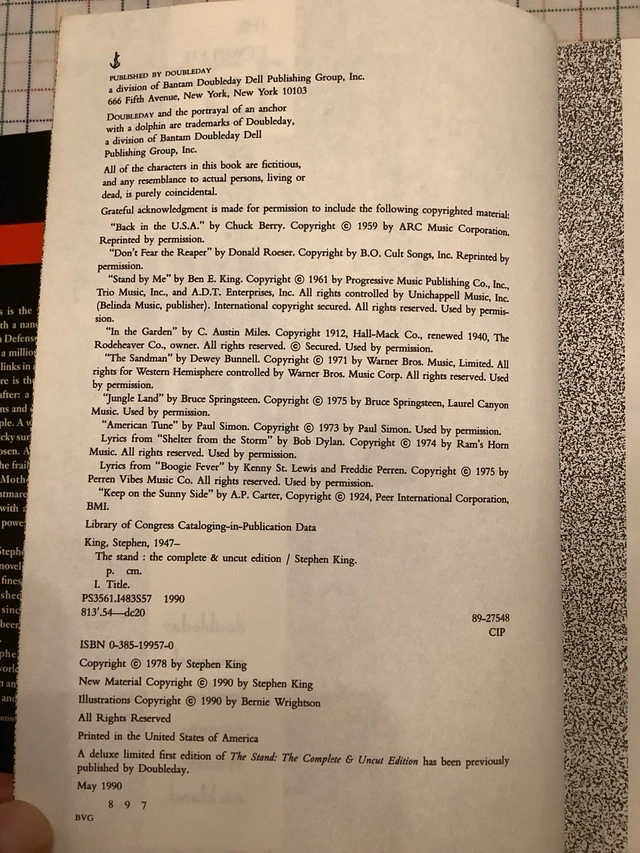 PUBLISHED BY DOUBLEDAY
a division of Bantam Doubleday Dell Publishing Group, Inc.
666 Fifth Avenue, New York, New York 10103
DOUBLEDAY and the portrayal of an anchor
with a dolphin are trademarks of Doubleday,
a division of Bantam Doubleday Dell
Publishing Group, Inc.
All of the characters in this book are fictitious,
and any resemblance to actual persons, living or
dead, is purely coincidental.
Grateful acknowledgment is made for permission to include the following copyrighted material:
"Back in the U.S.A." by Chuck Berry. Copyright © 1959 by ARC Music Corporation.
Reprinted by permission.
"Don't Fear the Reaper" by Donald Roeser. Copyright by B.O. Cult Songs, Inc. Reprinted by
permission.
"Stand by Me" by Ben E. King. Copyright © 1961 by Progressive Music Publishing Co., Inc.,
Trio Music, Inc., and A.D.T. Enterprises, Inc. All rights controlled by Unichappell Music, Inc.
(Belinda Music, publisher). International copyright secured. All rights reserved. Used by permis-
sion.
"In the Garden" by C. Austin Miles. Copyright 1912, Hall-Mack Co., renewed 1940, The
Rodeheaver Co., owner. All rights reserved. © Secured. Used by permission.
"The Sandman" by Dewey Bunnell. Copyright © 1971 by Warner Bros. Music, Limited. All
rights for Western Hemisphere controlled by Warner Bros. Music Corp. All rights reserved. Used
by permission.
"Jungle Land" by Bruce Springsteen. Copyright © 1975 by Bruce Springsteen, Laurel Canyon
Music. Used by permission.
"American Tune" by Paul Simon. Copyright © 1973 by Paul Simon. Used by permission.
Lyrics from "Shelter from the Storm" by Bob Dylan. Copyright © 1974 by Ram's Horn
Music. All rights reserved. Used by permission.
Lyrics from "Boogie Fever" by Kenny St. Lewis and Freddie Perren. Copyright © 1975 by
Perren Vibes Music Co. All rights reserved. Used by permission.
"Keep on the Sunny Side" by A.P. Carter, Copyright © 1924, Peer International Corporation,
BMI.
Library of Congress Cataloging-in-Publication Data
King, Stephen, 1947–
The stand : the complete & uncut edition / Stephen King.
p. cm.
I. Title.
PS3561.I483S57 1990
813'.54—dc20
89-27548
CIP
ISBN 0-385-19957-0
Copyright © 1978 by Stephen King
New Material Copyright © 1990 by Stephen King
Illustrations Copyright © 1990 by Bernie Wrightson
All Rights Reserved
Printed in the United States of America
A deluxe limited first edition of The Stand: The Complete & Uncut Edition has been previously
published by Doubleday.
May 1990
8 9 7
BVG